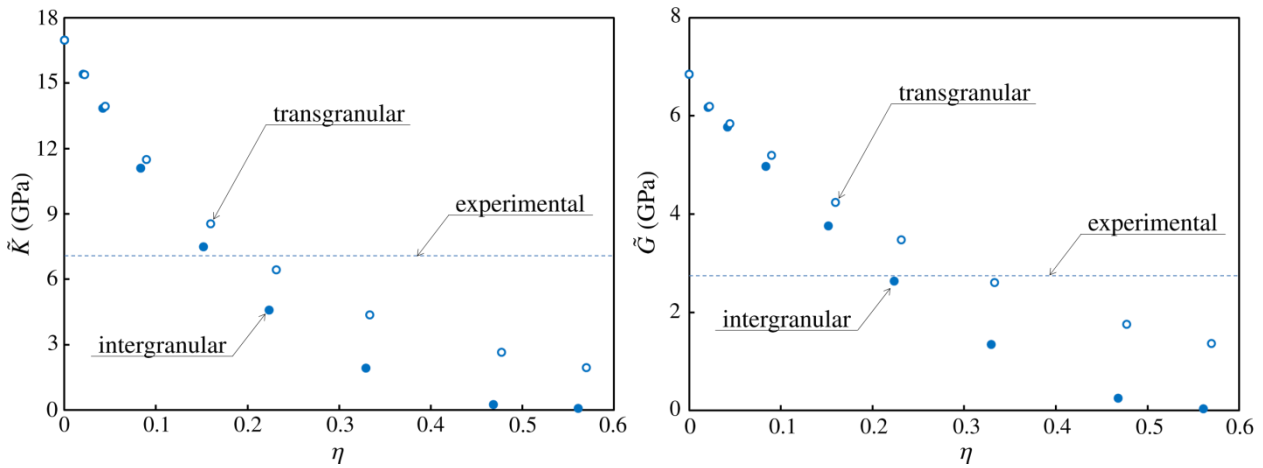 18
15
12
9
6
3
0
K̃ (GPa)
transgranular
experimental
intergranular
0 0.1 0.2 0.3 0.4 0.5 0.6
η
8
6
4
2
0
G̃ (GPa)
transgranular
experimental
intergranular
0 0.1 0.2 0.3 0.4 0.5 0.6
η